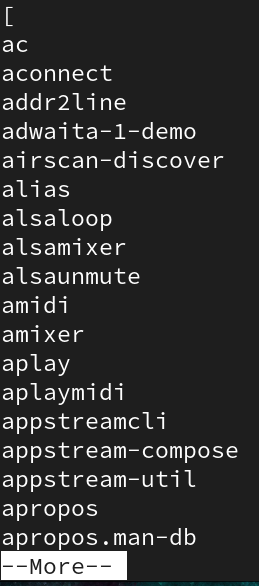 [
ac
aconnect
addr2line
adwaita-1-demo
airscan-discover
alias
alsaloop
alsamixer
alsaunmute
amidi
amixer
aplay
aplaymidi
appstreamcli
appstream-compose
appstream-util
apropos
apropos.man-db
--More--